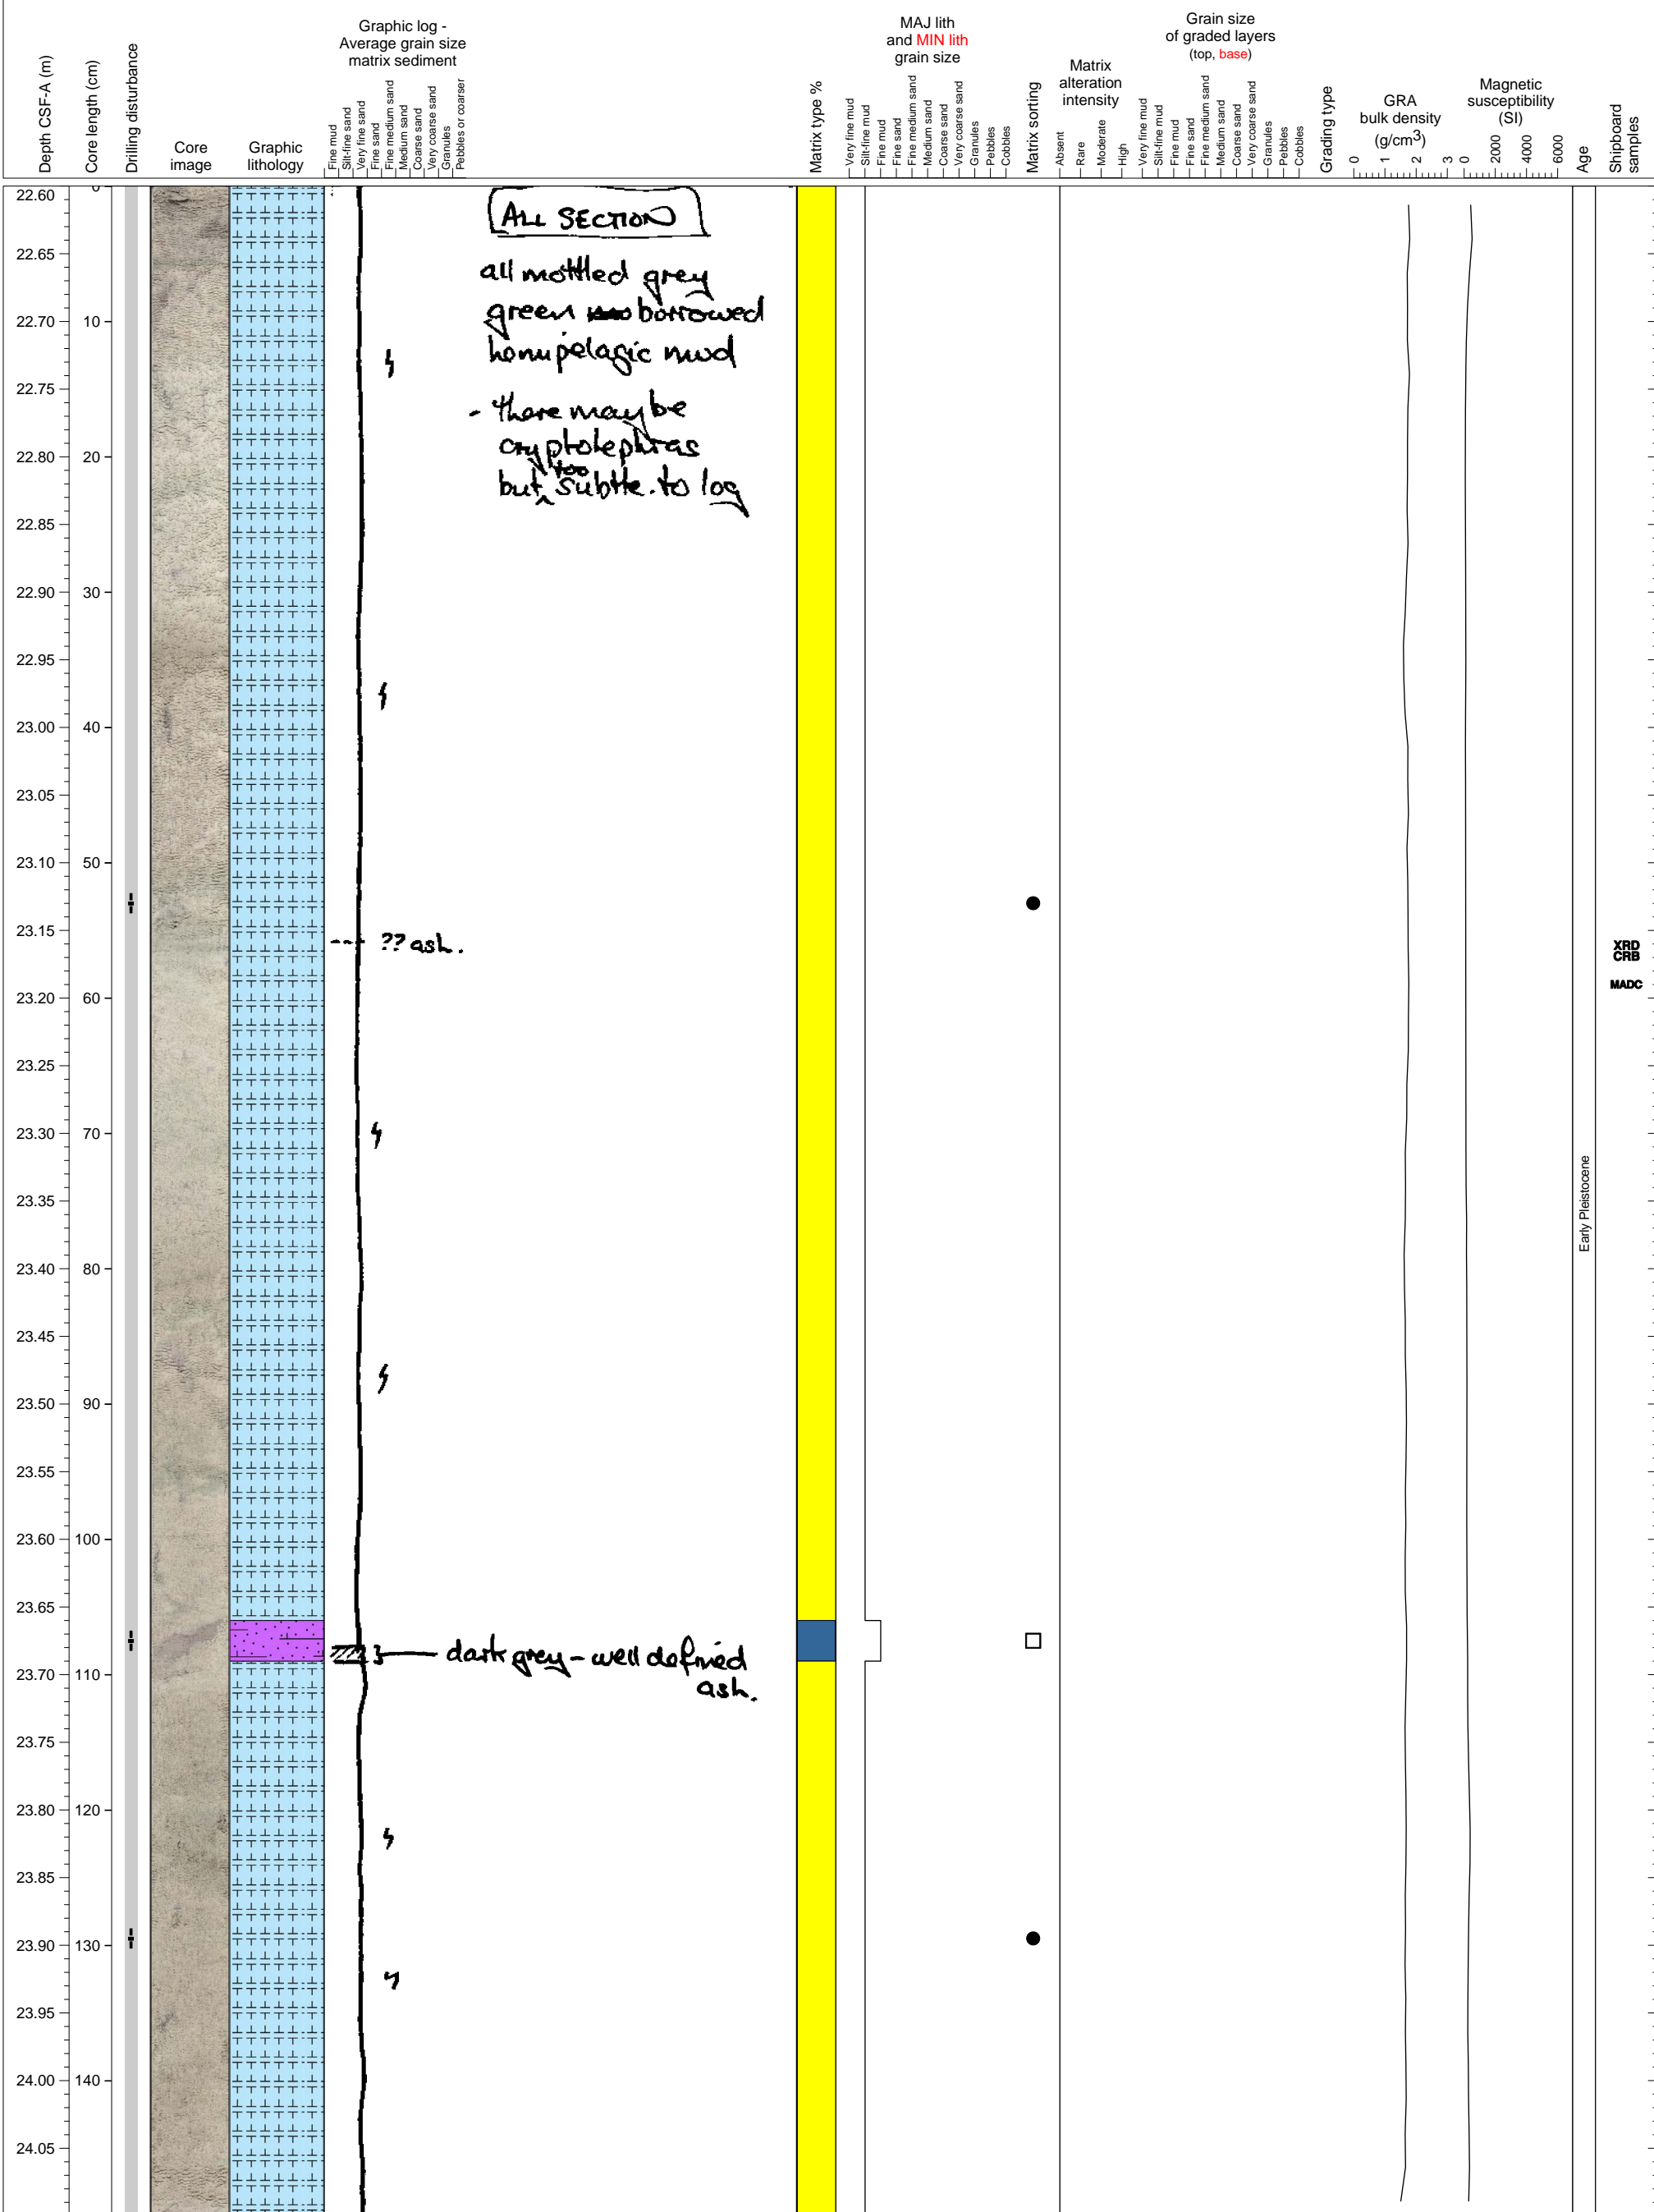 Depth CSF-A (m)
Core length (cm)
Drilling disturbance
Core
image
Graphic
lithology
Graphic log -
Average grain size
matrix sediment
Fine mud
Silt-fine sand
Very fine sand
Fine sand
Fine medium sand
Medium sand
Coarse sand
Very coarse sand
Granules
Pebbles or coarser
Matrix type %
MAJ lith
and MIN lith
grain size
Very fine mud
Silt-fine mud
Fine mud
Fine sand
Fine medium sand
Medium sand
Coarse sand
Very coarse sand
Granules
Pebbles
Cobbles
Matrix sorting
Matrix
alteration
intensity
Absent
Rare
Moderate
High
Grain size
of graded layers
(top, base)
Very fine mud
Silt-fine mud
Fine mud
Fine sand
Fine medium sand
Medium sand
Coarse sand
Very coarse sand
Granules
Pebbles
Cobbles
Grading type
GRA
bulk density
(g/cm3)
0 1 2 3
Magnetic
susceptibility
(SI)
0 2000 4000 6000
Age
Shipboard
samples
22.60 0
22.65
22.70 10
22.75
22.80 20
22.85
22.90 30
22.95
23.00 40
23.05
23.10 50
23.15
23.20 60
23.25
23.30 70
23.35
23.40 80
23.45
23.50 90
23.55
23.60 100
23.65
23.70 110
23.75
23.80 120
23.85
23.90 130
23.95
24.00 140
24.05
ALL SECTION
all mottled grey
green borrowed
hemipelagic mud
- there may be
cryptotephras
but too subtle to log
?? ash.
dark grey - well defined
ash.
XRD
CRB
MADC
Early Pleistocene